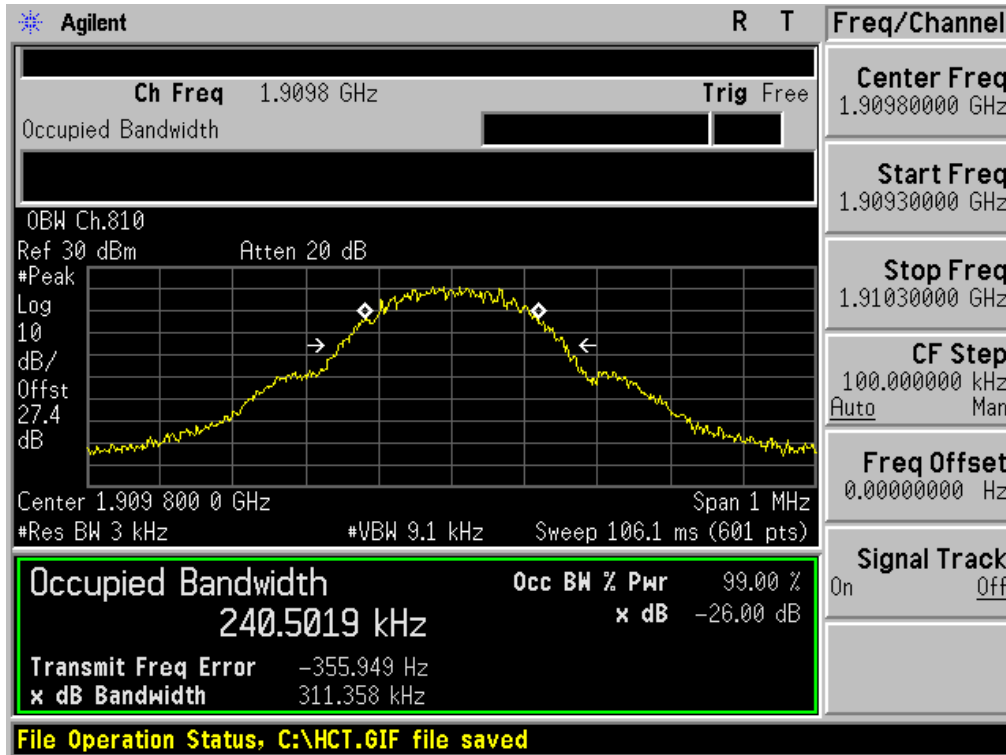 Agilent R T Freq/Channel
Ch Freq 1.9098 GHz Trig Free
Occupied Bandwidth
Center Freq
1.90980000 GHz
Start Freq
1.90930000 GHz
Stop Freq
1.91030000 GHz
CF Step
100.000000 kHz
Auto Man
Freq Offset
0.00000000 Hz
Signal Track
On Off
OBW Ch.810
Ref 30 dBm Atten 20 dB
#Peak
Log
10
dB/
Offst
27.4
dB
Center 1.909 800 0 GHz Span 1 MHz
#Res BW 3 kHz #VBW 9.1 kHz Sweep 106.1 ms (601 pts)
Occupied Bandwidth Occ BW % Pwr 99.00 %
240.5019 kHz x dB -26.00 dB
Transmit Freq Error -355.949 Hz
x dB Bandwidth 311.358 kHz
File Operation Status, C:\HCT.GIF file saved